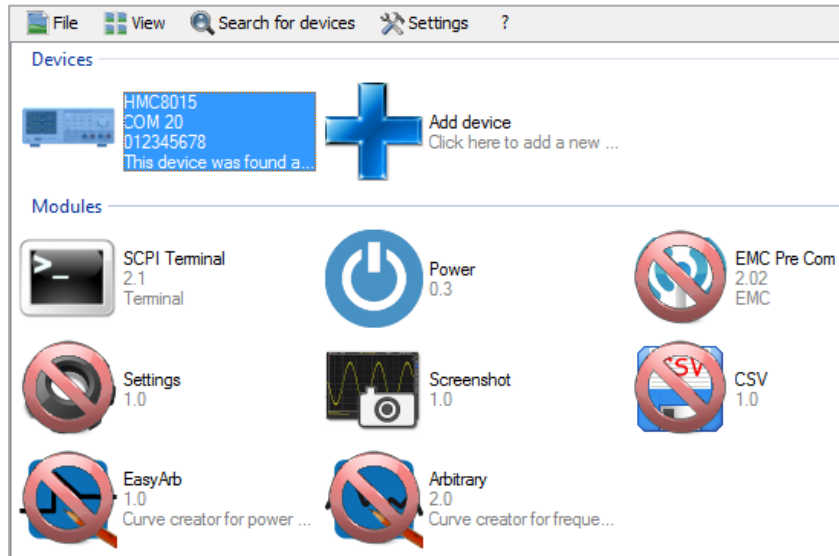 File View Search for devices Settings ?
Devices
HMC8015
COM 20
012345678
This device was found a...
Add device
Click here to add a new ...
Modules
SCPI Terminal
2.1
Terminal
Power
0.3
EMC Pre Com
2.02
EMC
Settings
1.0
Screenshot
1.0
CSV
CSV
1.0
EasyArb
1.0
Curve creator for power ...
Arbitrary
2.0
Curve creator for freque...